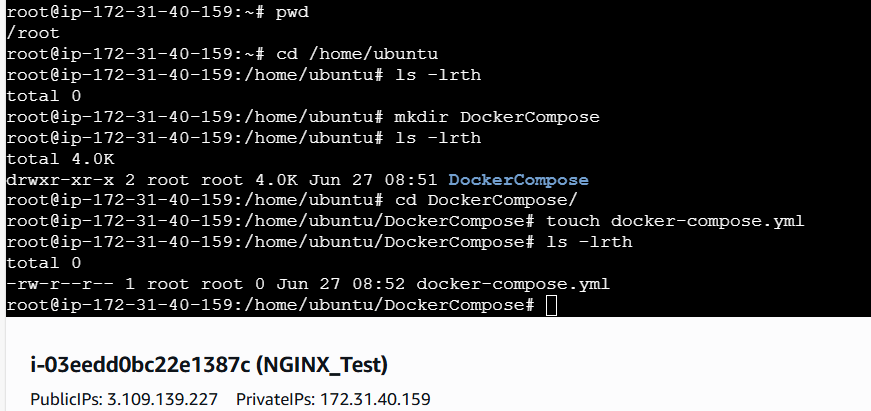 root@ip-172-31-40-159:~# pwd
/root
root@ip-172-31-40-159:~# cd /home/ubuntu
root@ip-172-31-40-159:/home/ubuntu# ls -lrth
total 0
root@ip-172-31-40-159:/home/ubuntu# mkdir DockerCompose
root@ip-172-31-40-159:/home/ubuntu# ls -lrth
total 4.0K
drwxr-xr-x 2 root root 4.0K Jun 27 08:51 DockerCompose
root@ip-172-31-40-159:/home/ubuntu# cd DockerCompose/
root@ip-172-31-40-159:/home/ubuntu/DockerCompose# touch docker-compose.yml
root@ip-172-31-40-159:/home/ubuntu/DockerCompose# ls -lrth
total 0
-rw-r--r-- 1 root root 0 Jun 27 08:52 docker-compose.yml
root@ip-172-31-40-159:/home/ubuntu/DockerCompose#
i-03eedd0bc22e1387c (NGINX_Test)
PublicIPs: 3.109.139.227 PrivateIPs: 172.31.40.159